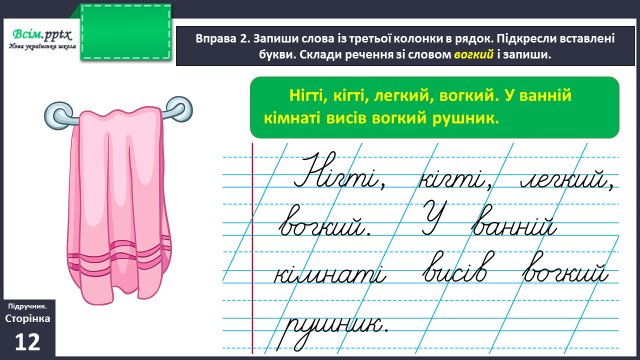 Всім.pptx
Нова українська школа
Вправа 2. Запиши слова із третьої колонки в рядок. Підкресли вставлені
букви. Склади речення зі словом вогкий і запиши.
Нігті, кігті, легкий, вогкий. У ванній
кімнаті висів вогкий рушник.
Нігті, кігті, легкий,
вогкий. У ванній
кімнаті висів вогкий
рушник.
Підручник.
Сторінка
12